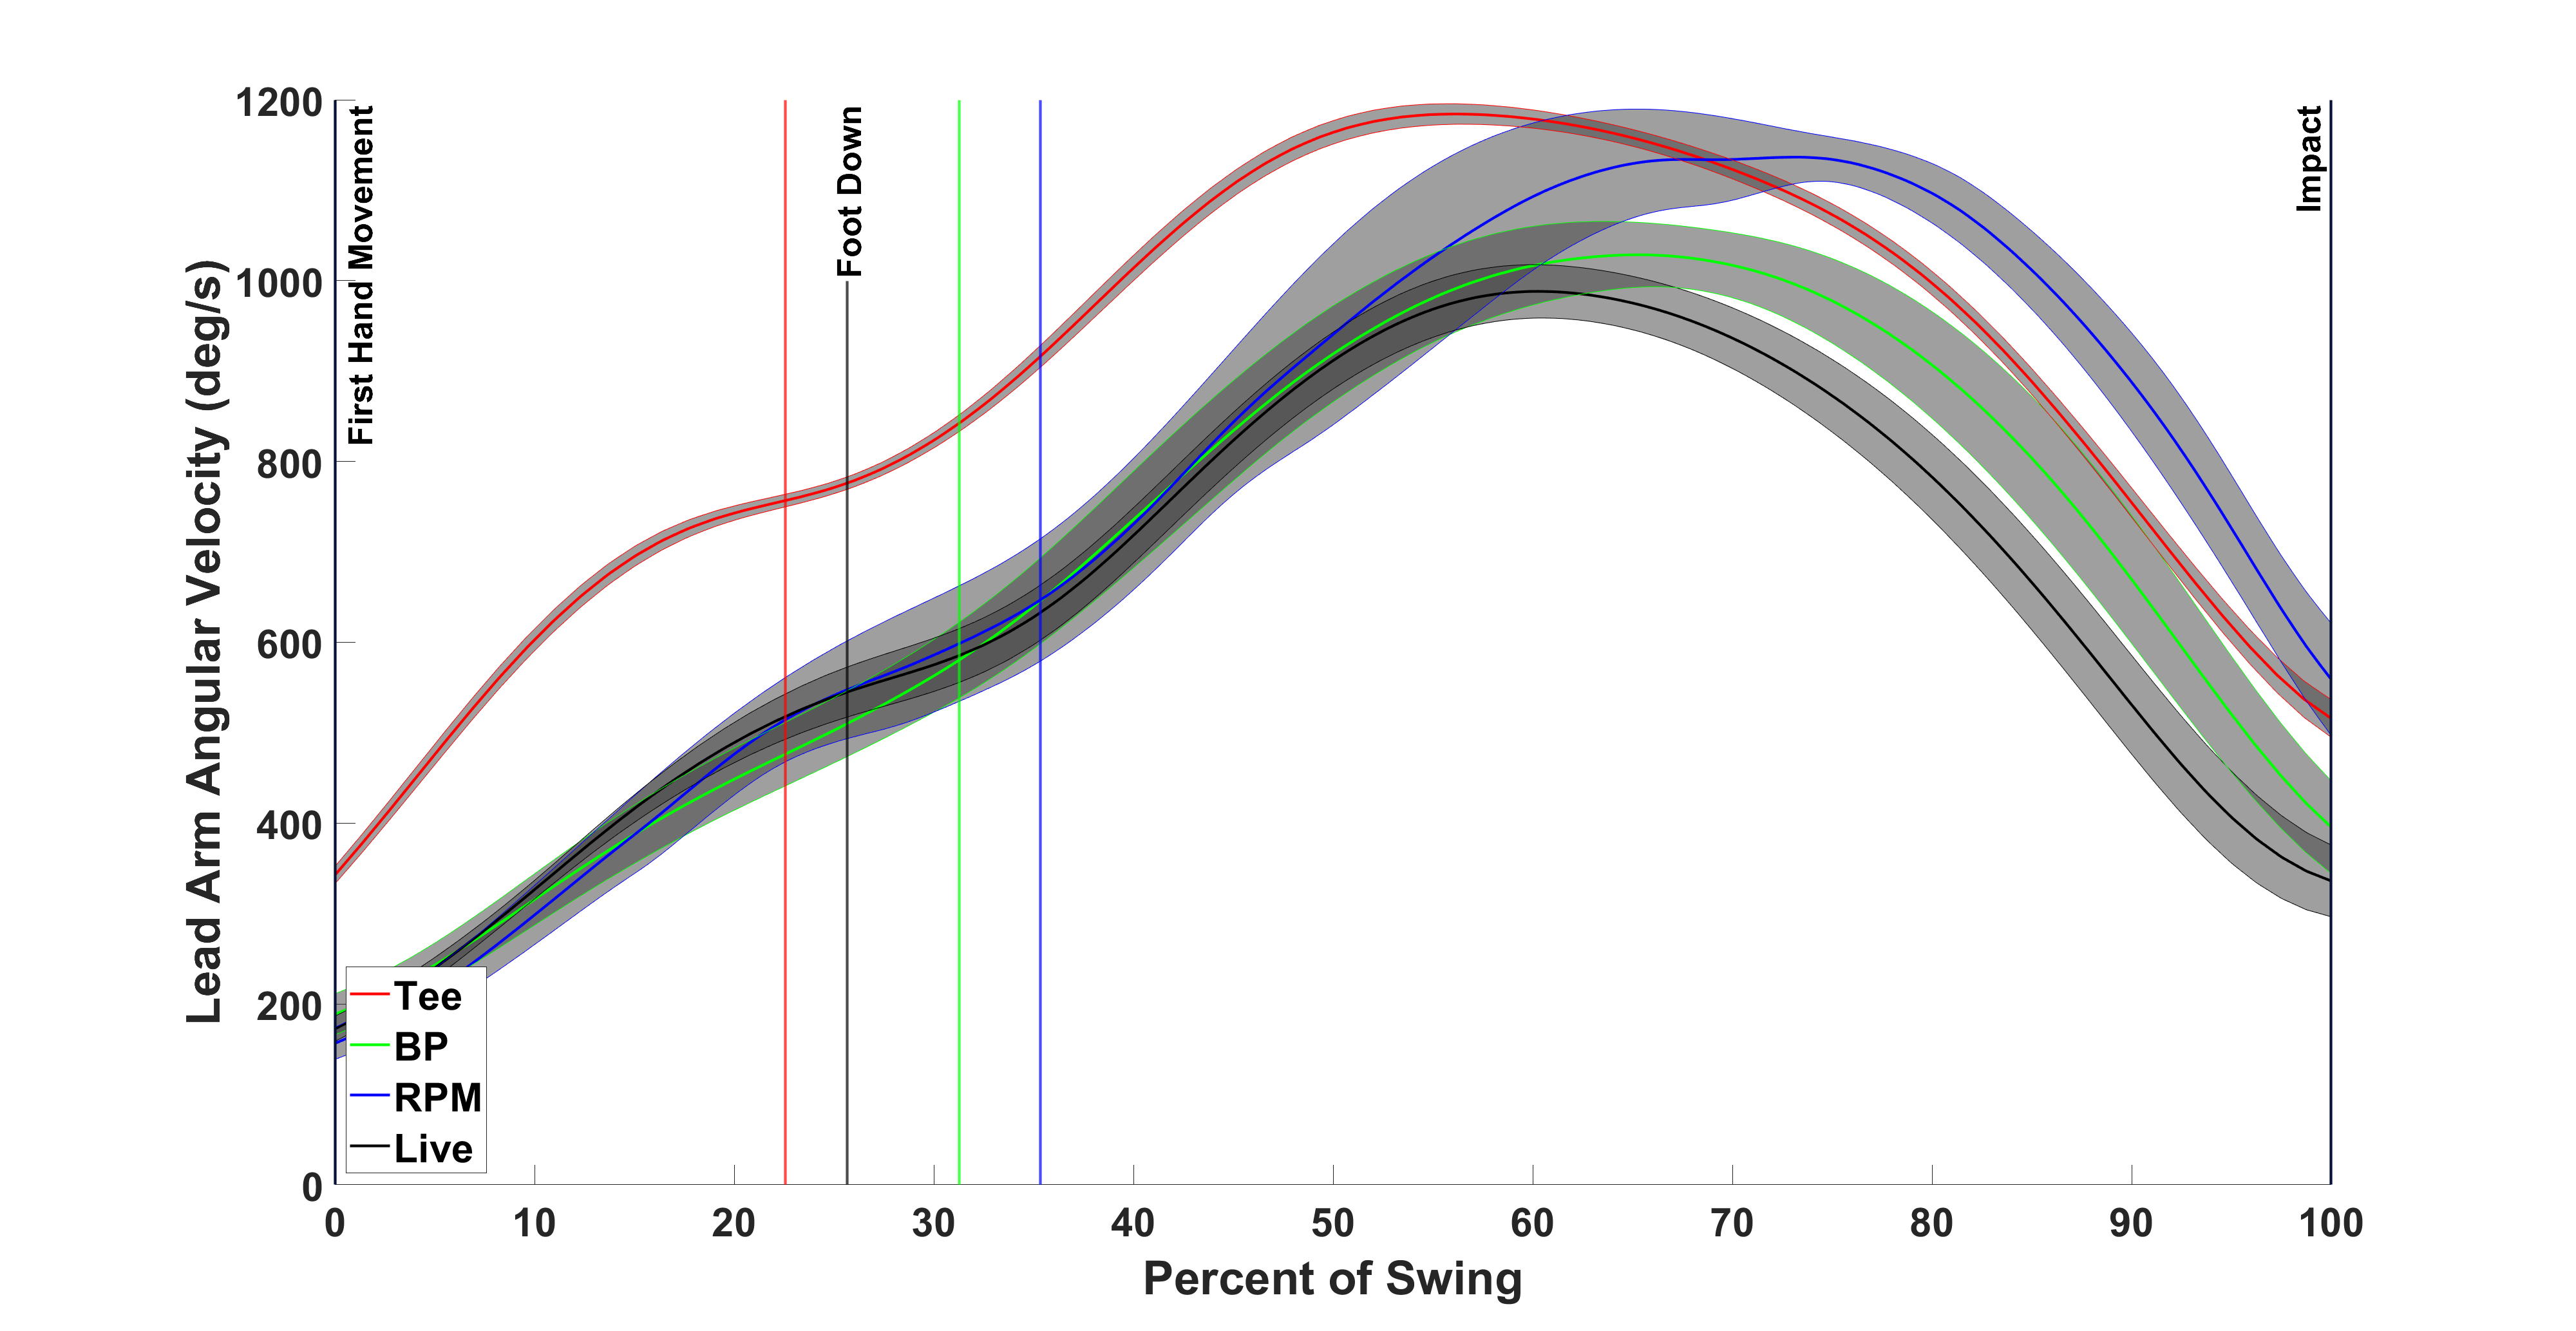 Lead Arm Angular Velocity (deg/s)
1200
1000
800
600
400
200
0
First Hand Movement
Foot Down
Impact
Tee
BP
RPM
Live
0 10 20 30 40 50 60 70 80 90 100
Percent of Swing